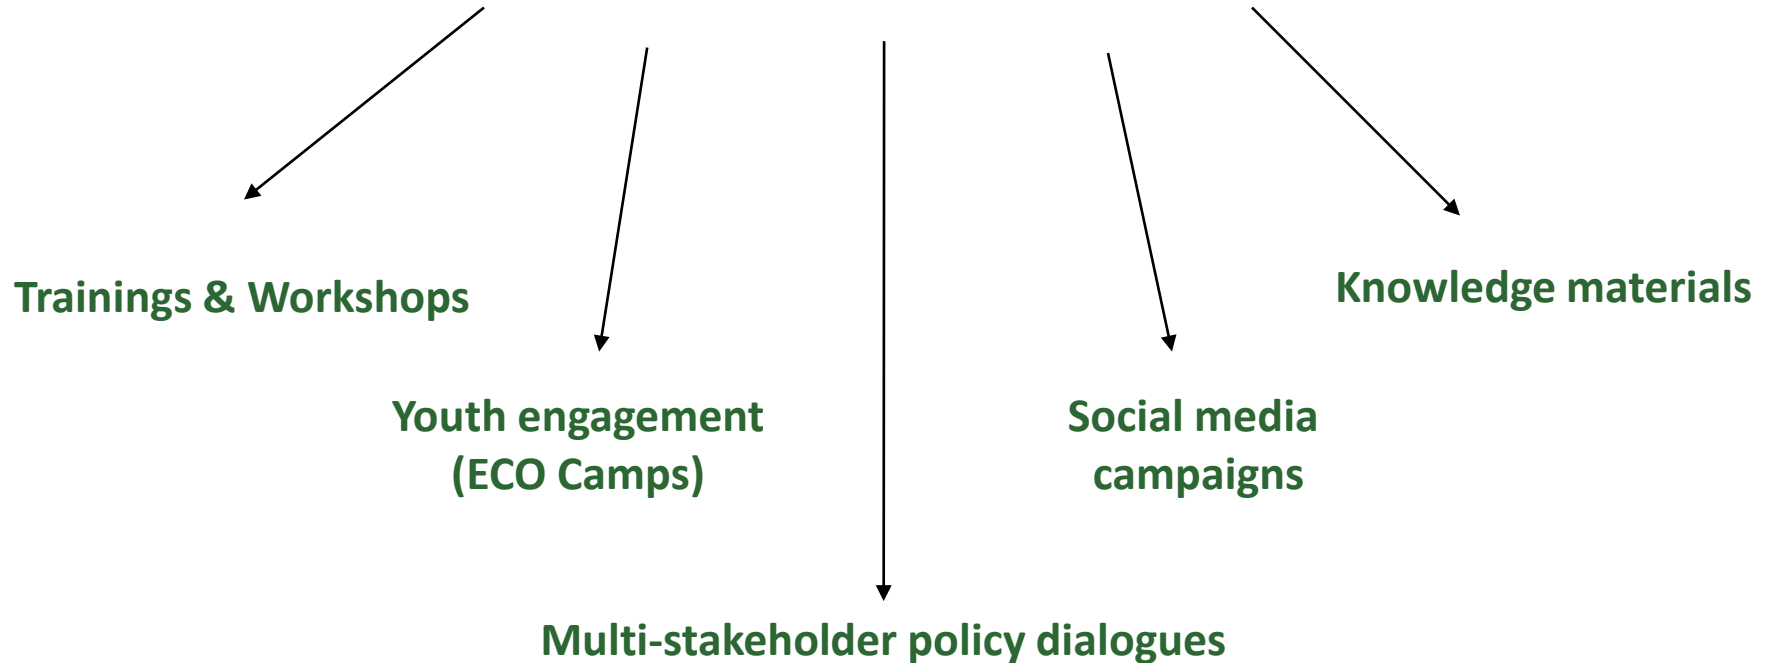 Trainings & Workshops
Knowledge materials
Youth engagement
(ECO Camps)
Social media
campaigns
Multi-stakeholder policy dialogues